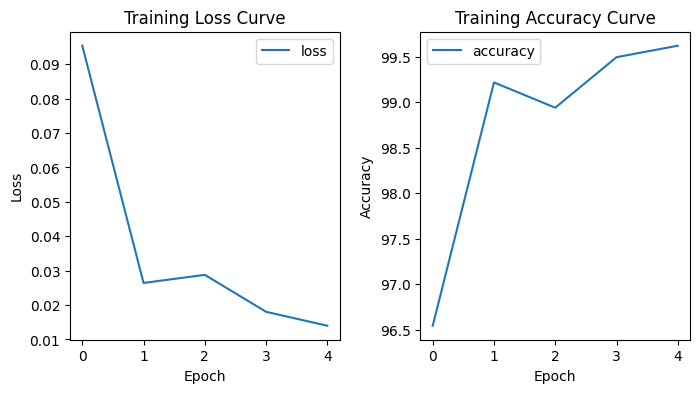 Training Loss Curve
loss
0.09
0.08
0.07
0.06
0.05
0.04
0.03
0.02
0.01
Loss
0 1 2 3 4
Epoch
Training Accuracy Curve
accuracy
99.5
99.0
98.5
98.0
97.5
97.0
96.5
Accuracy
0 1 2 3 4
Epoch